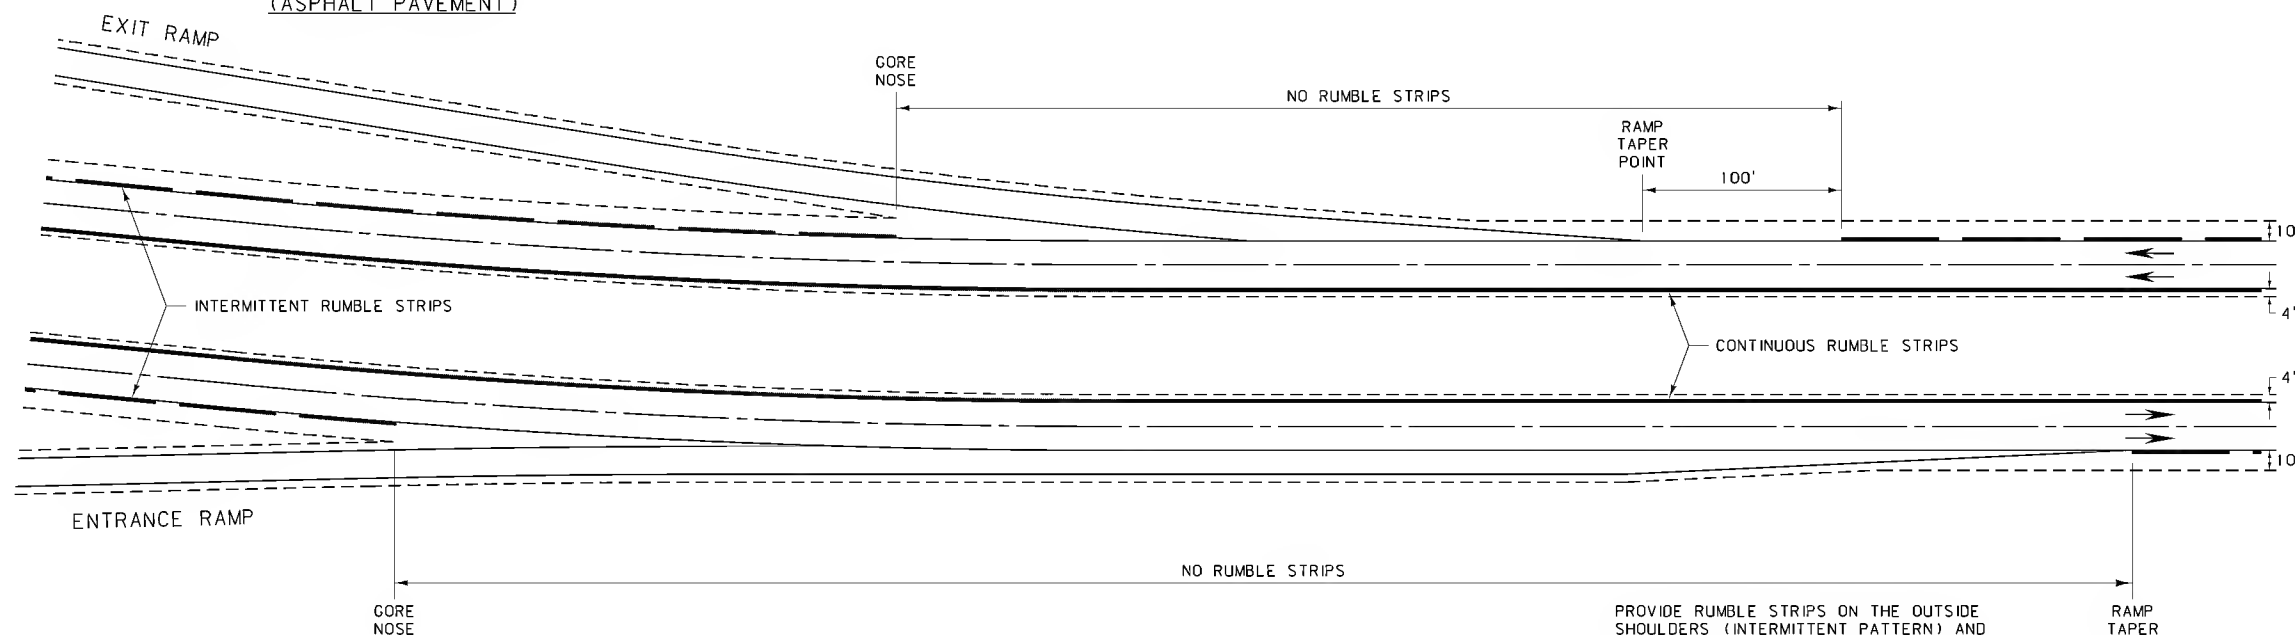 (ASPHALT PAVEMENT)
EXIT RAMP
GORE
NOSE
NO RUMBLE STRIPS
RAMP
TAPER
POINT
100'
10
INTERMITTENT RUMBLE STRIPS
4'
CONTINUOUS RUMBLE STRIPS
4'
10
ENTRANCE RAMP
NO RUMBLE STRIPS
GORE
NOSE
PROVIDE RUMBLE STRIPS ON THE OUTSIDE
SHOULDERS (INTERMITTENT PATTERN) AND
RAMP
TAPER